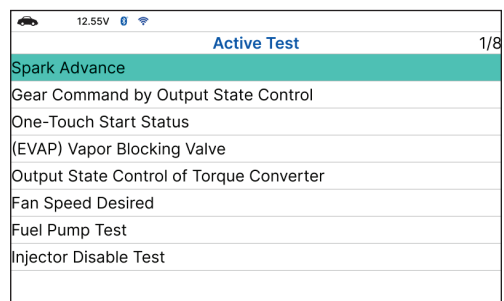 12.55V
Active Test 1/8
Spark Advance
Gear Command by Output State Control
One-Touch Start Status
(EVAP) Vapor Blocking Valve
Output State Control of Torque Converter
Fan Speed Desired
Fuel Pump Test
Injector Disable Test